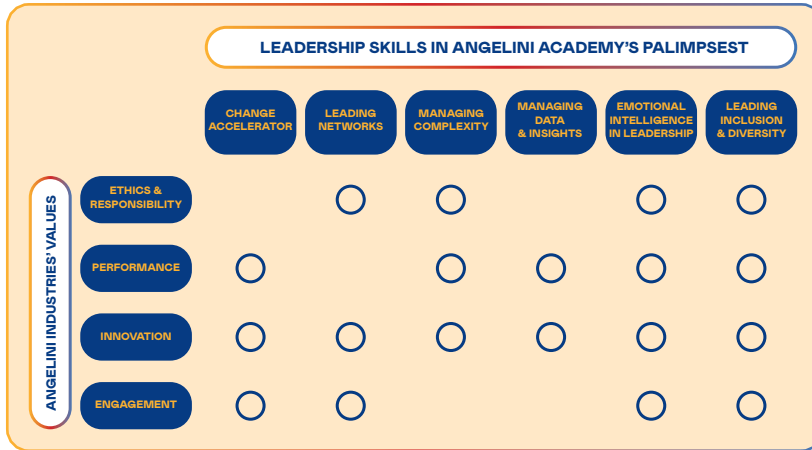 LEADERSHIP SKILLS IN ANGELINI ACADEMY'S PALIMPSEST
CHANGE
ACCELERATOR
LEADING
NETWORKS
MANAGING
COMPLEXITY
MANAGING
DATA
& INSIGHTS
EMOTIONAL
INTELLIGENCE
IN LEADERSHIP
LEADING
INCLUSION
& DIVERSITY
ANGELINI INDUSTRIES' VALUES
ETHICS &
RESPONSIBILITY
PERFORMANCE
INNOVATION
ENGAGEMENT